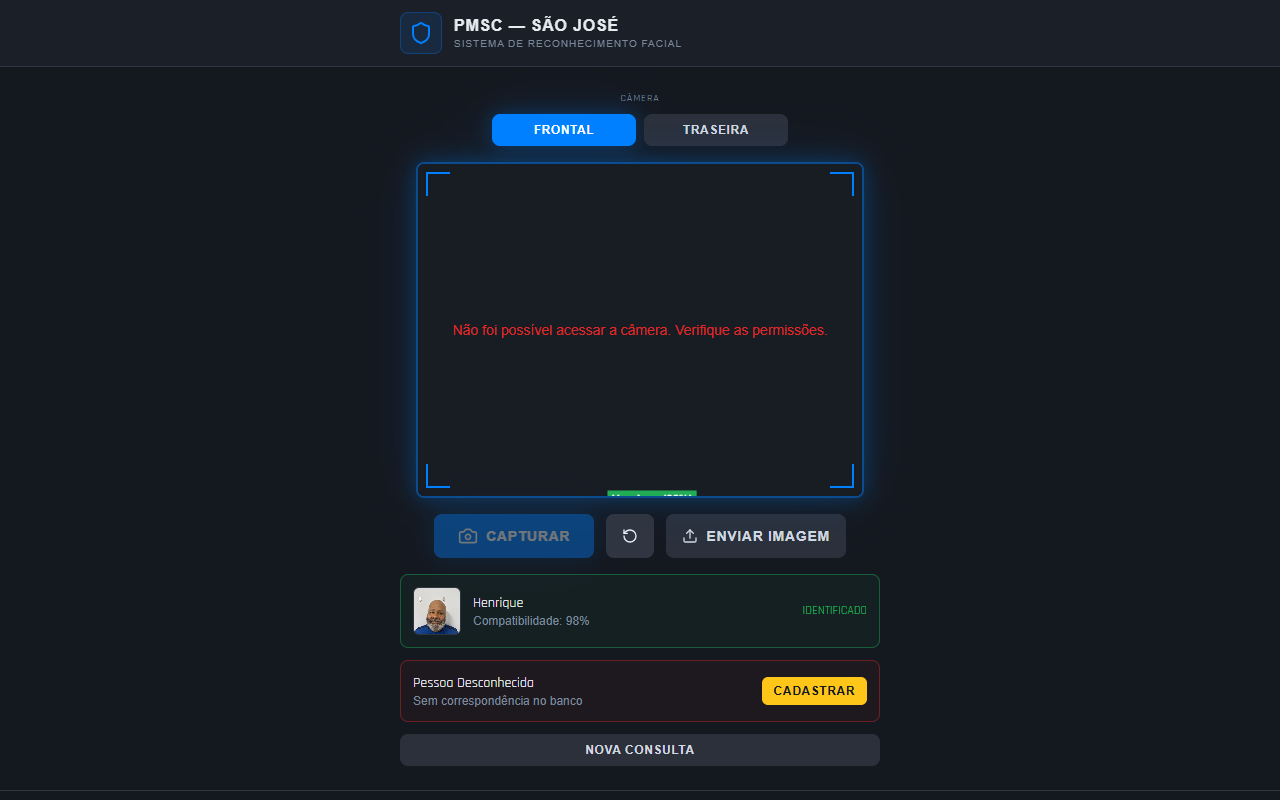 PMSC — SÃO JOSÉ
SISTEMA DE RECONHECIMENTO FACIAL
CÂMERA
FRONTAL
TRASEIRA
Não foi possível acessar a câmera. Verifique as permissões.
CAPTURAR
ENVIAR IMAGEM
Henrique
Compatibilidade: 98%
IDENTIFICADO
Pessoa Desconhecida
Sem correspondência no banco
CADASTRAR
NOVA CONSULTA